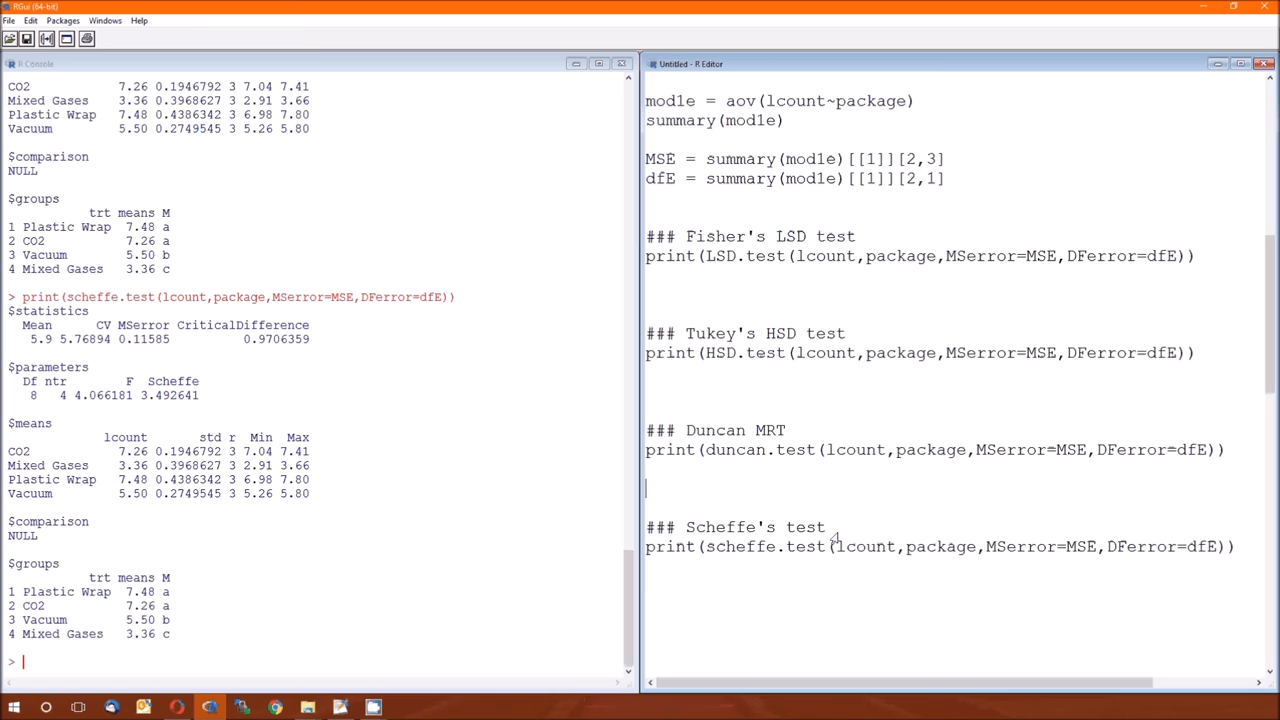 RGui (64-bit)
File Edit Packages Windows Help
R Console
CO2 7.26 0.1946792 3 7.04 7.41
Mixed Gases 3.36 0.3968627 3 2.91 3.66
Plastic Wrap 7.48 0.4386342 3 6.98 7.80
Vacuum 5.50 0.2749545 3 5.26 5.80
$comparison
NULL
$groups
trt means M
1 Plastic Wrap 7.48 a
2 CO2 7.26 a
3 Vacuum 5.50 b
4 Mixed Gases 3.36 c
> print(scheffe.test(lcount,package,MSerror=MSE,DFerror=dfE))
$statistics
Mean CV MSerror CriticalDifference
5.9 5.76894 0.11585 0.9706359
$parameters
Df ntr F Scheffe
8 4 4.066181 3.492641
$means
lcount std r Min Max
CO2 7.26 0.1946792 3 7.04 7.41
Mixed Gases 3.36 0.3968627 3 2.91 3.66
Plastic Wrap 7.48 0.4386342 3 6.98 7.80
Vacuum 5.50 0.2749545 3 5.26 5.80
$comparison
NULL
$groups
trt means M
1 Plastic Wrap 7.48 a
2 CO2 7.26 a
3 Vacuum 5.50 b
4 Mixed Gases 3.36 c
>
Untitled - R Editor
mod1e = aov(lcount~package)
summary(mod1e)
MSE = summary(mod1e)[[1]][2,3]
dfE = summary(mod1e)[[1]][2,1]
### Fisher's LSD test
print(LSD.test(lcount,package,MSerror=MSE,DFerror=dfE))
### Tukey's HSD test
print(HSD.test(lcount,package,MSerror=MSE,DFerror=dfE))
### Duncan MRT
print(duncan.test(lcount,package,MSerror=MSE,DFerror=dfE))
### Scheffe's test
print(scheffe.test(lcount,package,MSerror=MSE,DFerror=dfE))